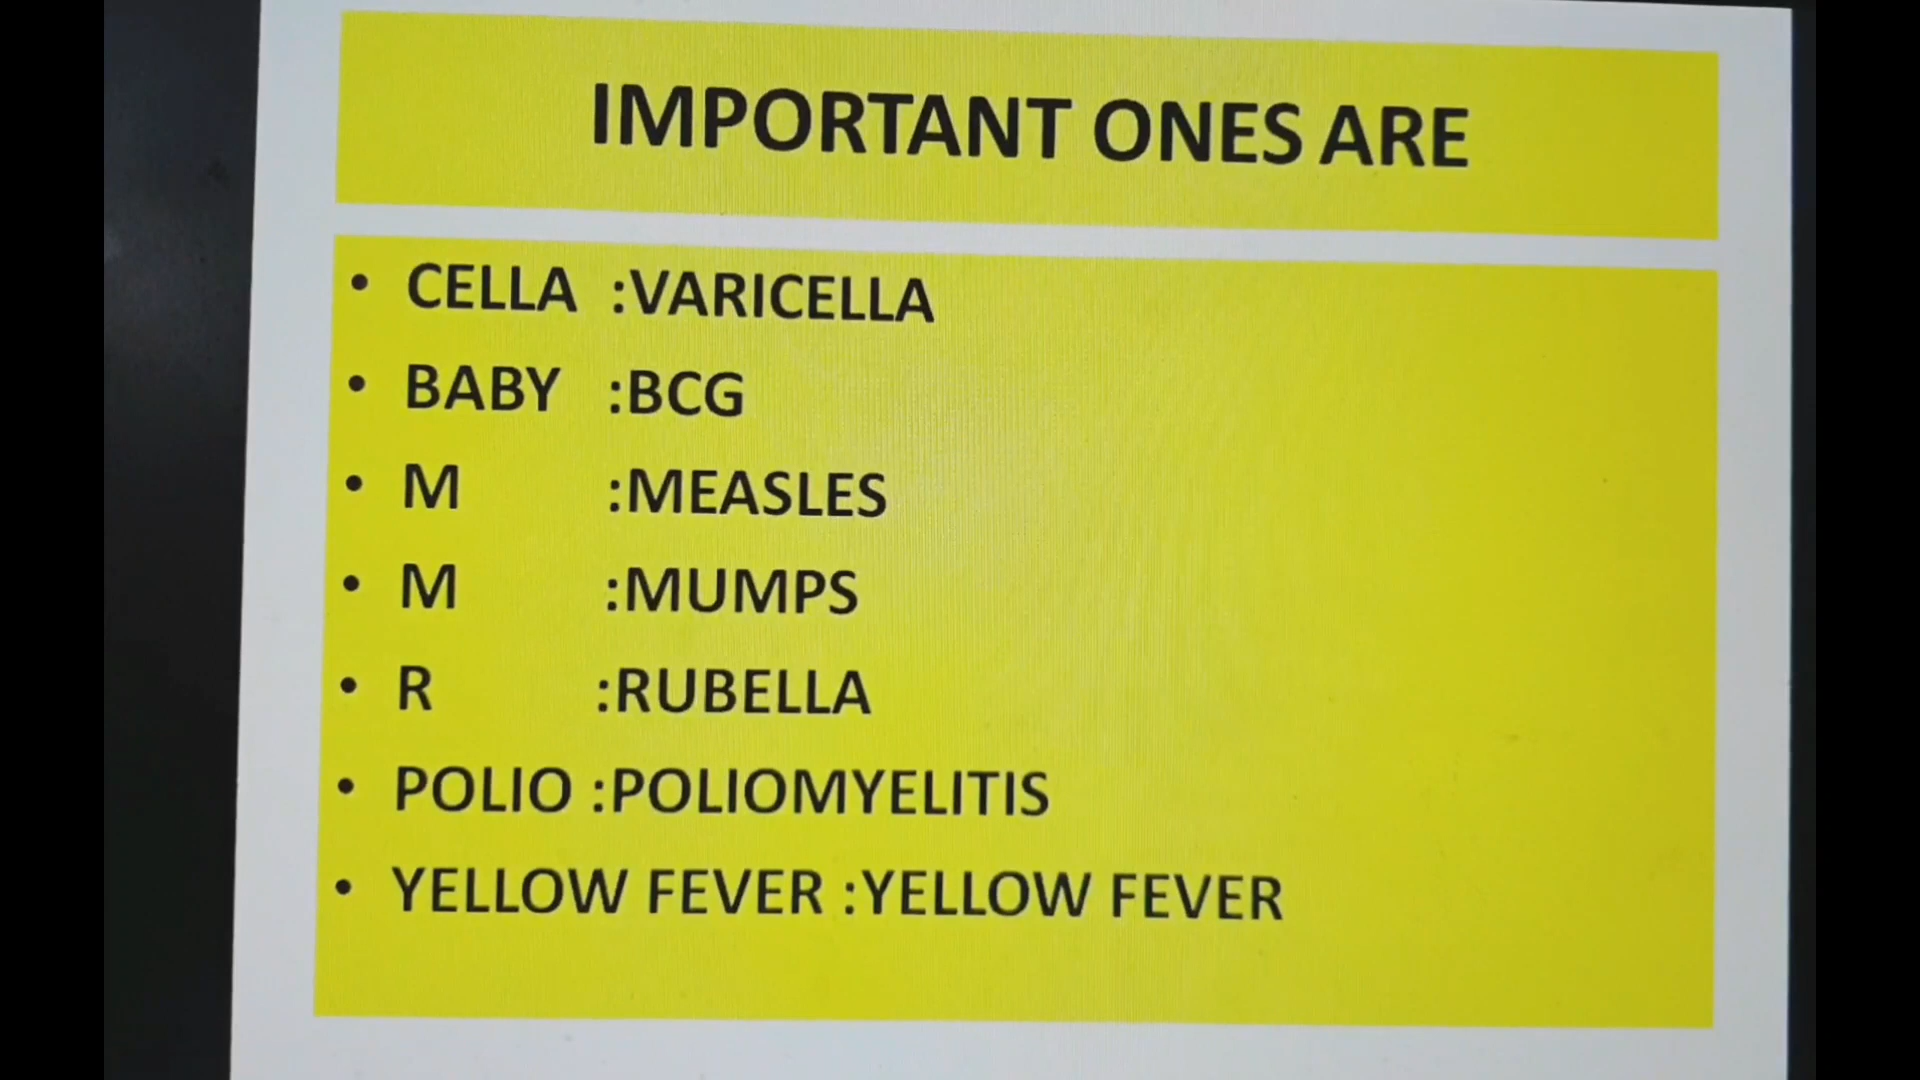 IMPORTANT ONES ARE
• CELLA :VARICELLA
• BABY :BCG
• M :MEASLES
• M :MUMPS
• R :RUBELLA
• POLIO :POLIOMYELITIS
• YELLOW FEVER :YELLOW FEVER